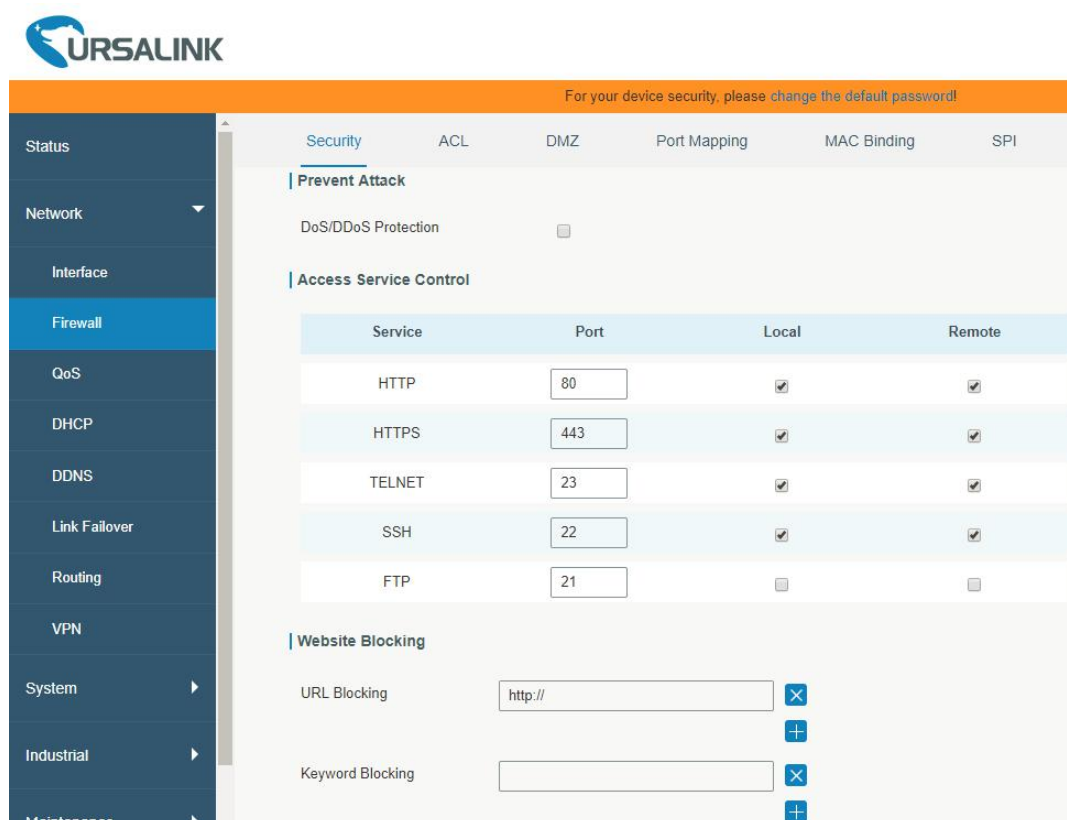 URSALINK
For your device security, please change the default password!
Status
Network
Interface
Firewall
QoS
DHCP
DDNS
Link Failover
Routing
VPN
System
Industrial
Maintenance
Security ACL DMZ Port Mapping MAC Binding SPI
Prevent Attack
DoS/DDoS Protection
Access Service Control
Service Port Local Remote
HTTP 80
HTTPS 443
TELNET 23
SSH 22
FTP 21
Website Blocking
URL Blocking http://
Keyword Blocking